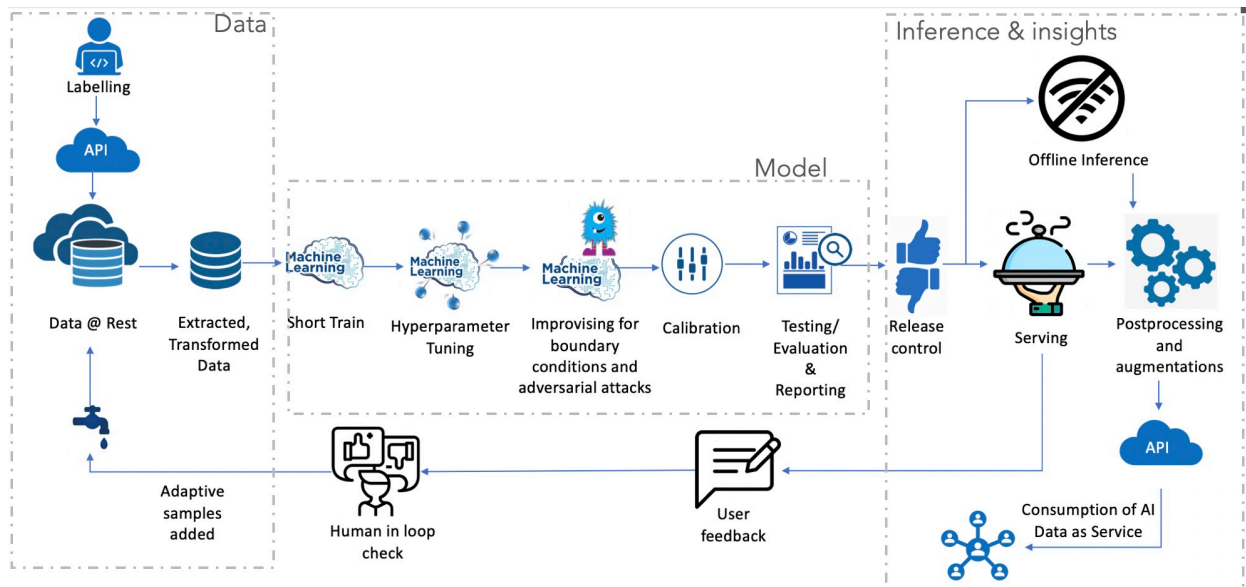 Data
Labelling
API
Data @ Rest
Extracted,
Transformed
Data
Adaptive
samples
added
Model
Machine
Learning
Short Train
Machine
Learning
Hyperparameter
Tuning
Machine
Learning
Improvising for
boundary
conditions and
adversarial attacks
Calibration
Testing/
Evaluation
&
Reporting
Human in loop
check
User
feedback
Inference & insights
Offline Inference
Release
control
Serving
Postprocessing
and
augmentations
API
Consumption of AI
Data as Service